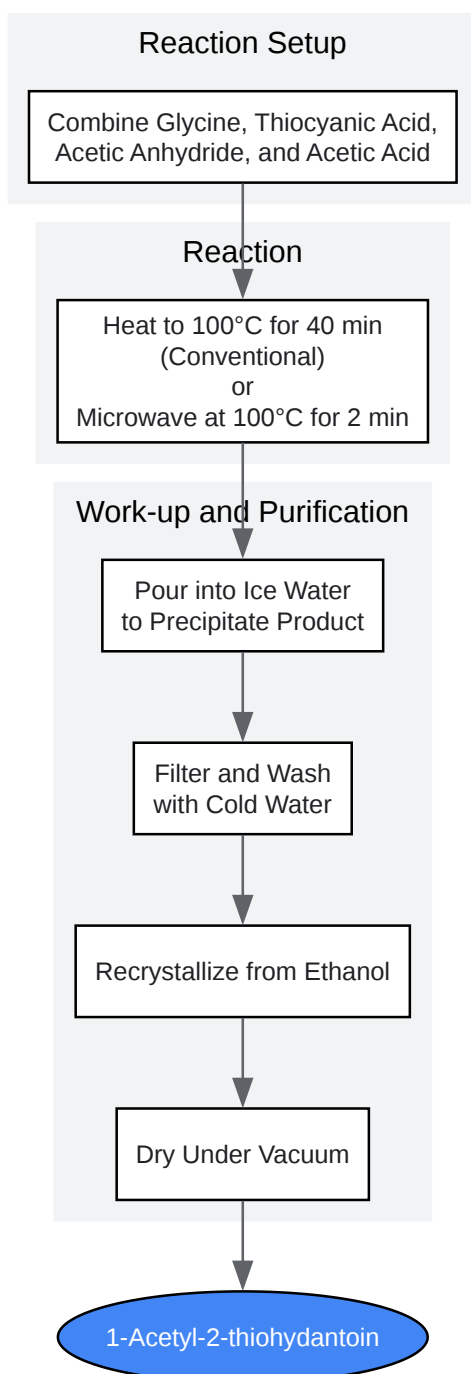 Reaction Setup
Combine Glycine, Thiocyanic Acid,
Acetic Anhydride, and Acetic Acid
Reaction
Heat to 100°C for 40 min
(Conventional)
or
Microwave at 100°C for 2 min
Work-up and Purification
Pour into Ice Water
to Precipitate Product
Filter and Wash
with Cold Water
Recrystallize from Ethanol
Dry Under Vacuum
1-Acetyl-2-thiohydantoin